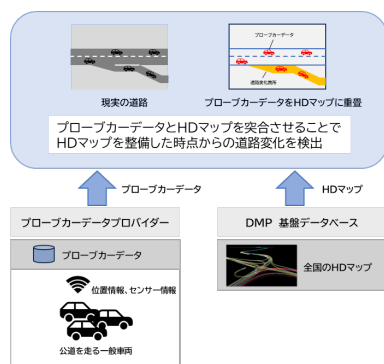 プローブカーデータ
道路変化箇所
現実の道路
プローブカーデータをHDマップに重畳
プローブカーデータとHDマップを突合させることで
HDマップを整備した時点からの道路変化を検出
プローブカーデータ
HDマップ
プローブカーデータプロバイダー
DMP 基盤データベース
プローブカーデータ
全国のHDマップ
位置情報、センサー情報
公道を走る一般車両